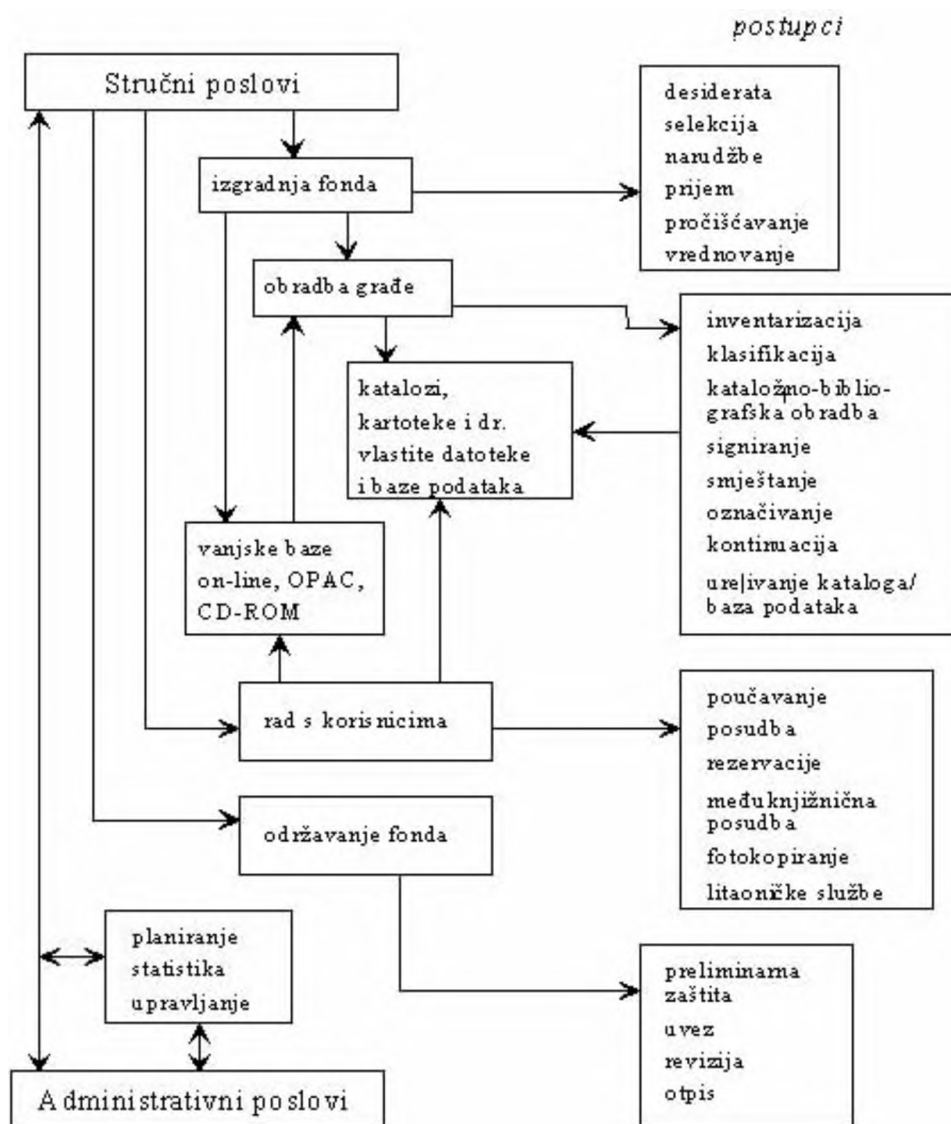 postupci
Stručni poslovi
desiderata
selekcija
narudžbe
prijem
pročišćavanje
vrednovanje
izgradnja fonda
obradba građe
inventarizacija
klasifikacija
kataložno-biblio-
grafska obradba
signiranje
smještanje
označivanje
kontinuacija
ure|ivanje kataloga/
baza podataka
katalozi,
kartoteke i dr.
vlastite datoteke
i baze podataka
vanjske baze
on-line, OPAC,
CD-ROM
rad s korisnicima
poučavanje
posudba
rezervacije
međuknjižnična
posudba
fotokopiranje
litaoničke službe
održavanje fonda
planiranje
statistika
upravljanje
preliminarna
zaštita
uvez
revizija
otpis
Administrativni poslovi